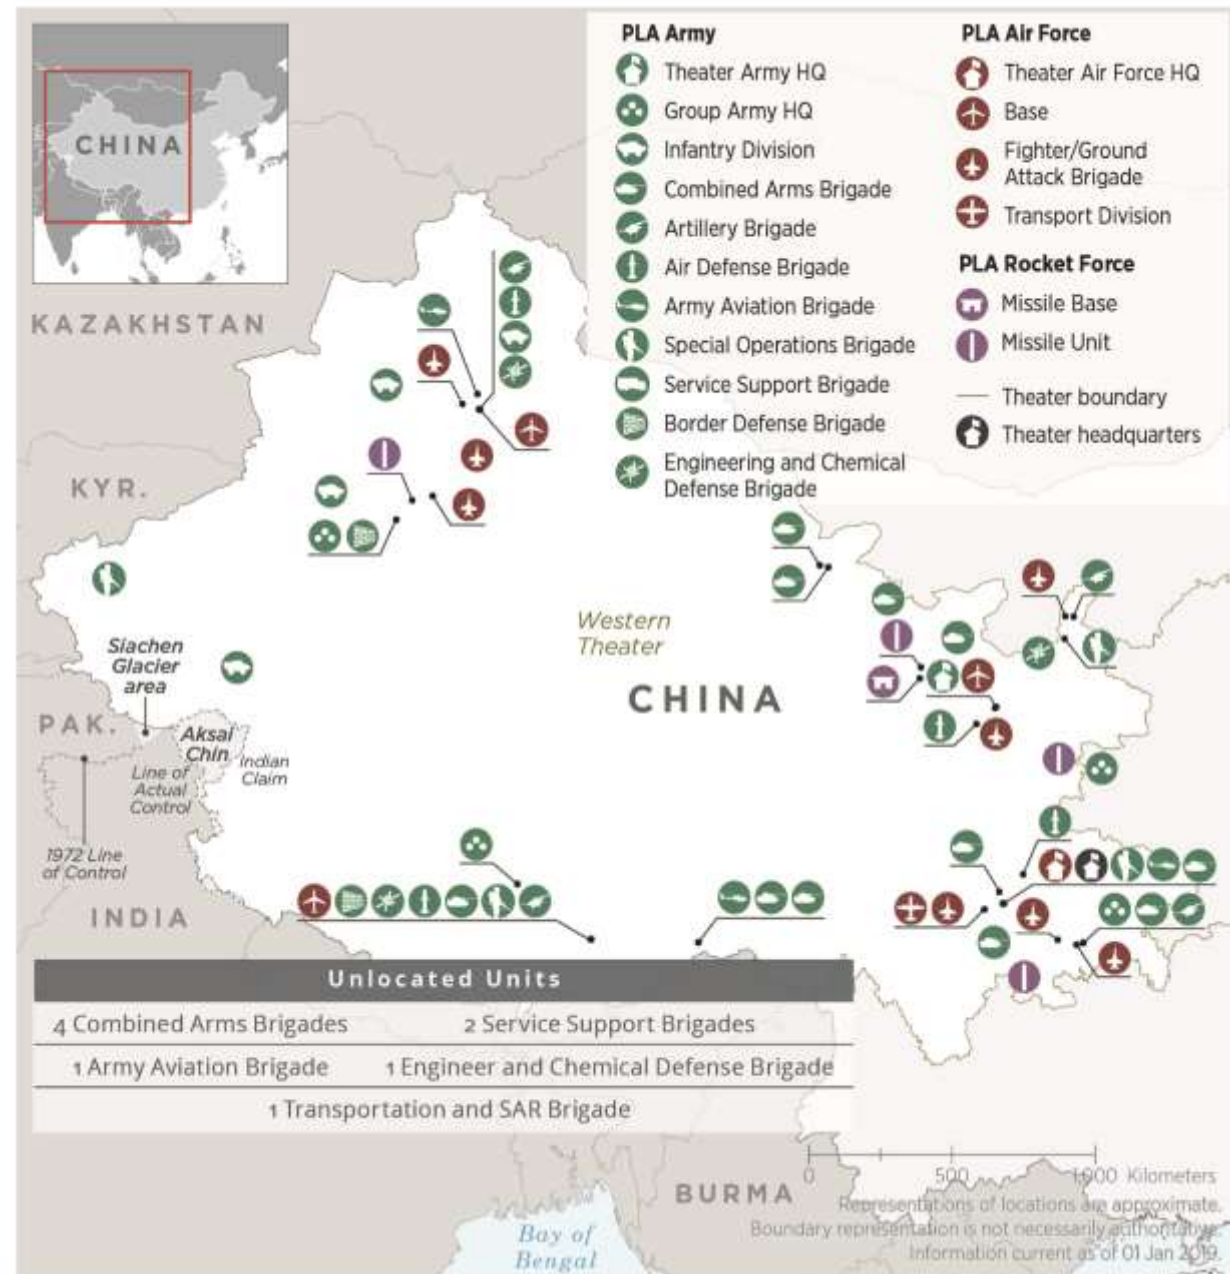 CHINA
PLA Army
Theater Army HQ
Group Army HQ
Infantry Division
Combined Arms Brigade
Artillery Brigade
Air Defense Brigade
Army Aviation Brigade
Special Operations Brigade
Service Support Brigade
Border Defense Brigade
Engineering and Chemical
Defense Brigade
PLA Air Force
Theater Air Force HQ
Base
Fighter/Ground
Attack Brigade
Transport Division
PLA Rocket Force
Missile Base
Missile Unit
Theater boundary
Theater headquarters
KAZAKHSTAN
KYR.
Western
Theater
CHINA
Siachen
Glacier
area
PAK.
Aksai
Chin
Indian
Claim
Line of
Actual
Control
1972 Line
of Control
INDIA
Unlocated Units
4 Combined Arms Brigades 2 Service Support Brigades
1 Army Aviation Brigade 1 Engineer and Chemical Defense Brigade
1 Transportation and SAR Brigade
0 500 1,000 Kilometers
BURMA
Representations of locations are approximate.
Boundary representation is not necessarily authoritative.
Information current as of 01 Jan 2019.
Bay of
Bengal